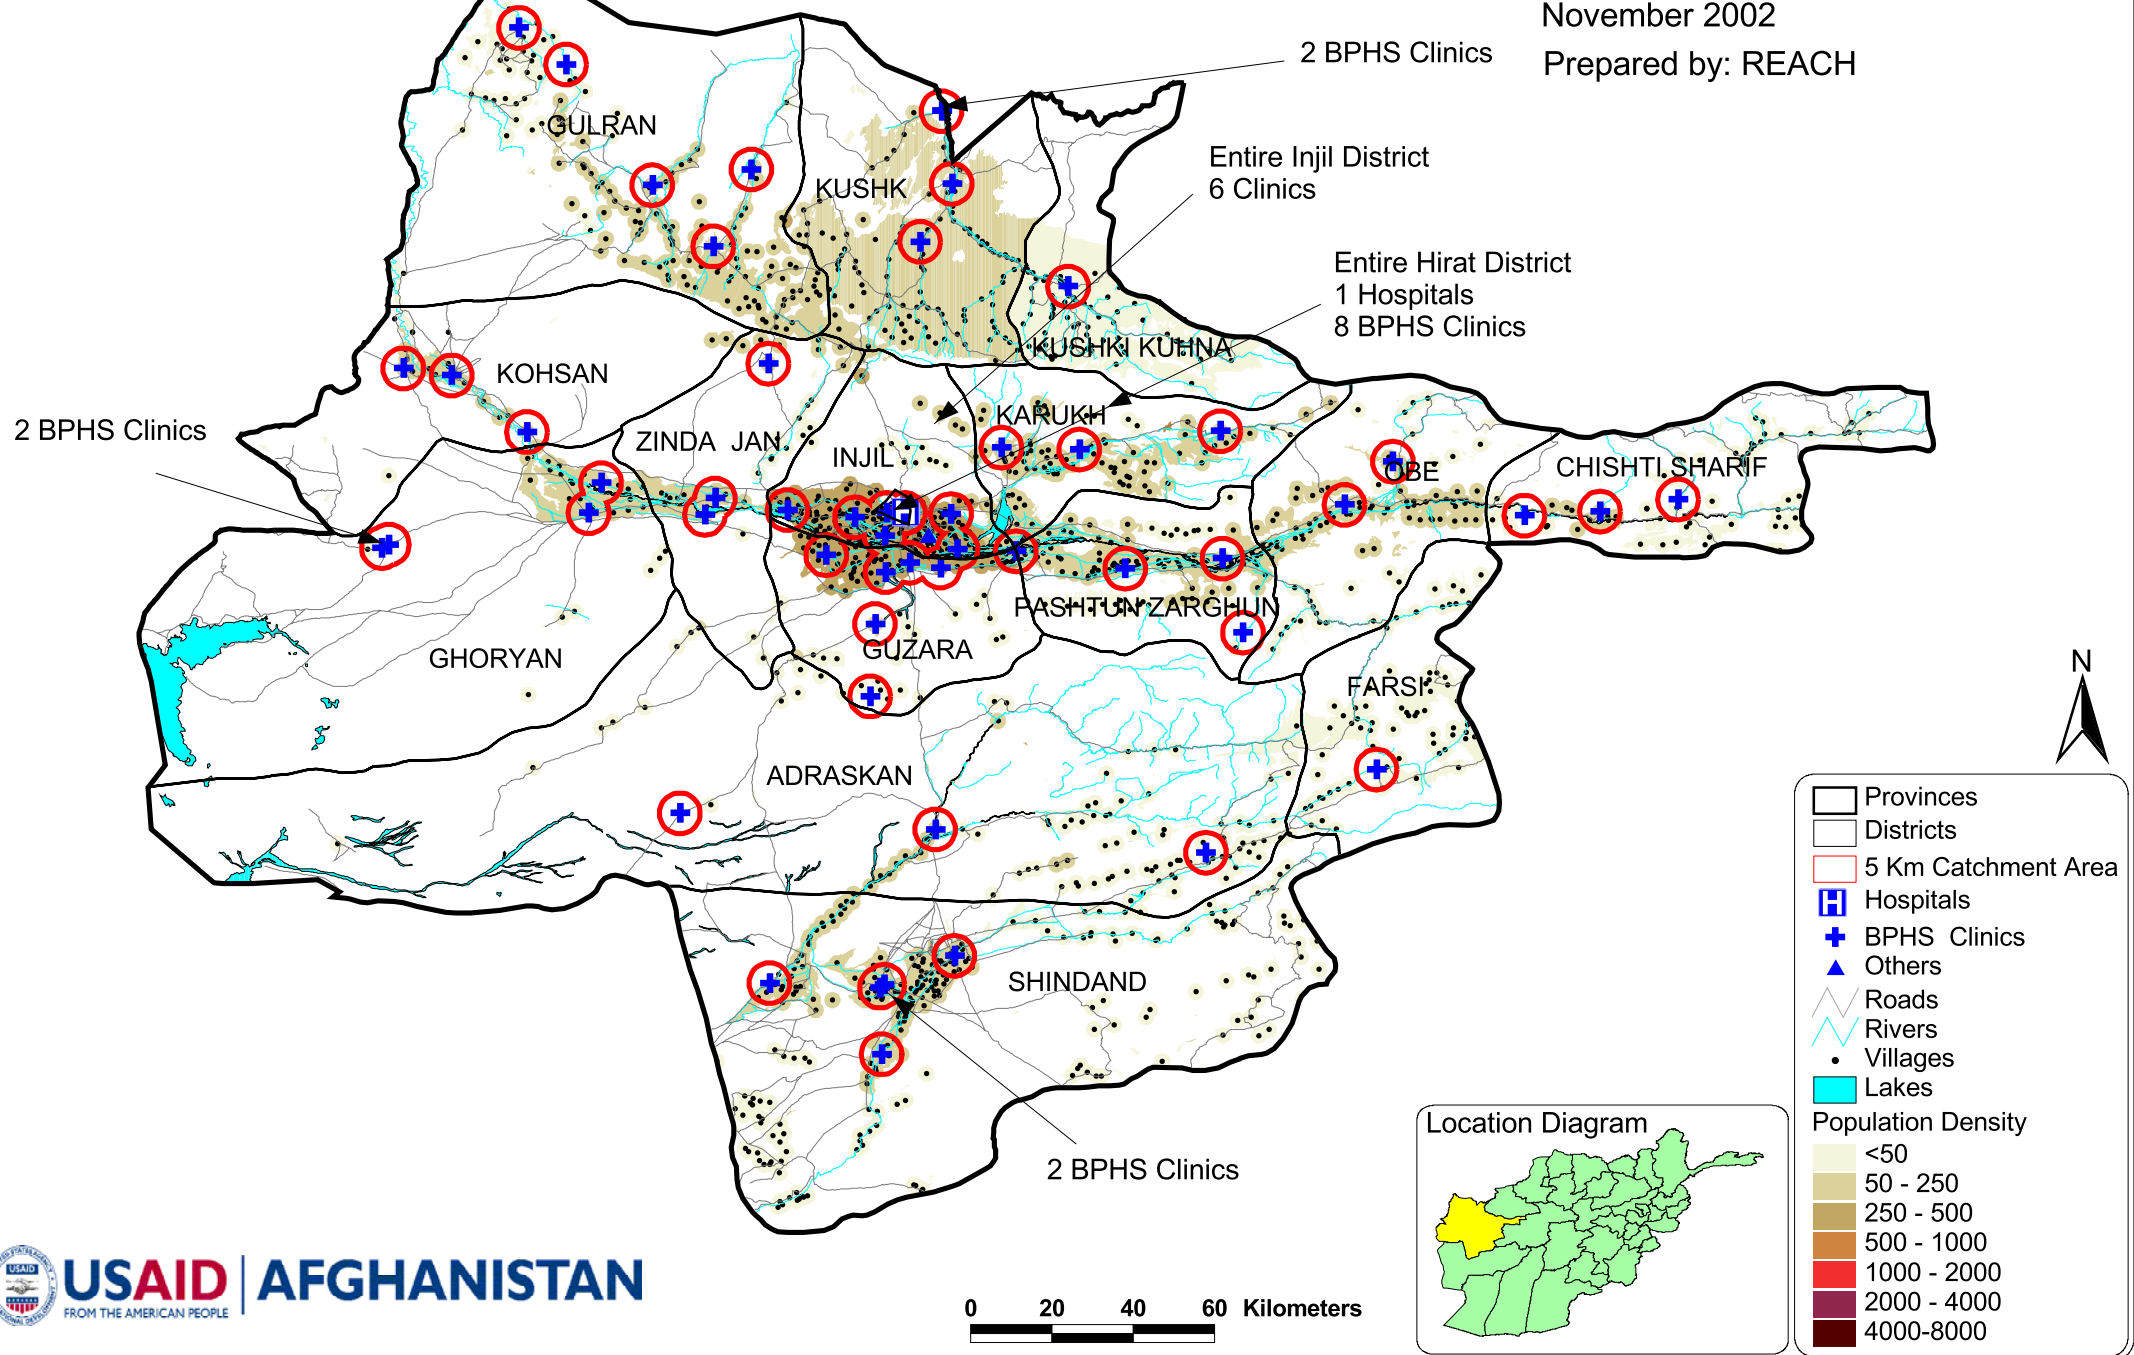 November 2002
Prepared by: REACH
2 BPHS Clinics
Entire Injil District
6 Clinics
Entire Hirat District
1 Hospitals
8 BPHS Clinics
GULRAN
KUSHK
KUSHKI KUHNA
KOHSAN
2 BPHS Clinics
ZINDA JAN
INJIL
KARUKH
OBE
CHISHTI SHARIF
PASHTUN ZARGHUN
GUZARA
GHORYAN
FARSI
ADRASKAN
SHINDAND
2 BPHS Clinics
N
Provinces
Districts
5 Km Catchment Area
H Hospitals
BPHS Clinics
Others
Roads
Rivers
Villages
Lakes
Population Density
<50
50 - 250
250 - 500
500 - 1000
1000 - 2000
2000 - 4000
4000-8000
Location Diagram
0 20 40 60 Kilometers
USAID
USAID
FROM THE AMERICAN PEOPLE
AFGHANISTAN